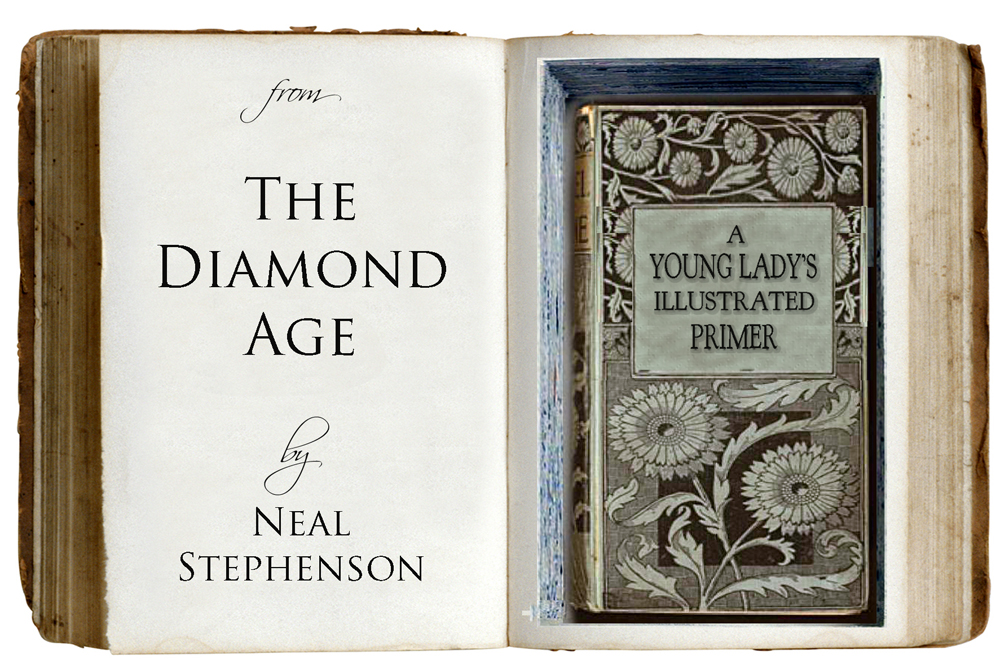 from
THE
DIAMOND
AGE
by
NEAL
STEPHENSON
A
YOUNG LADY'S
ILLUSTRATED
PRIMER